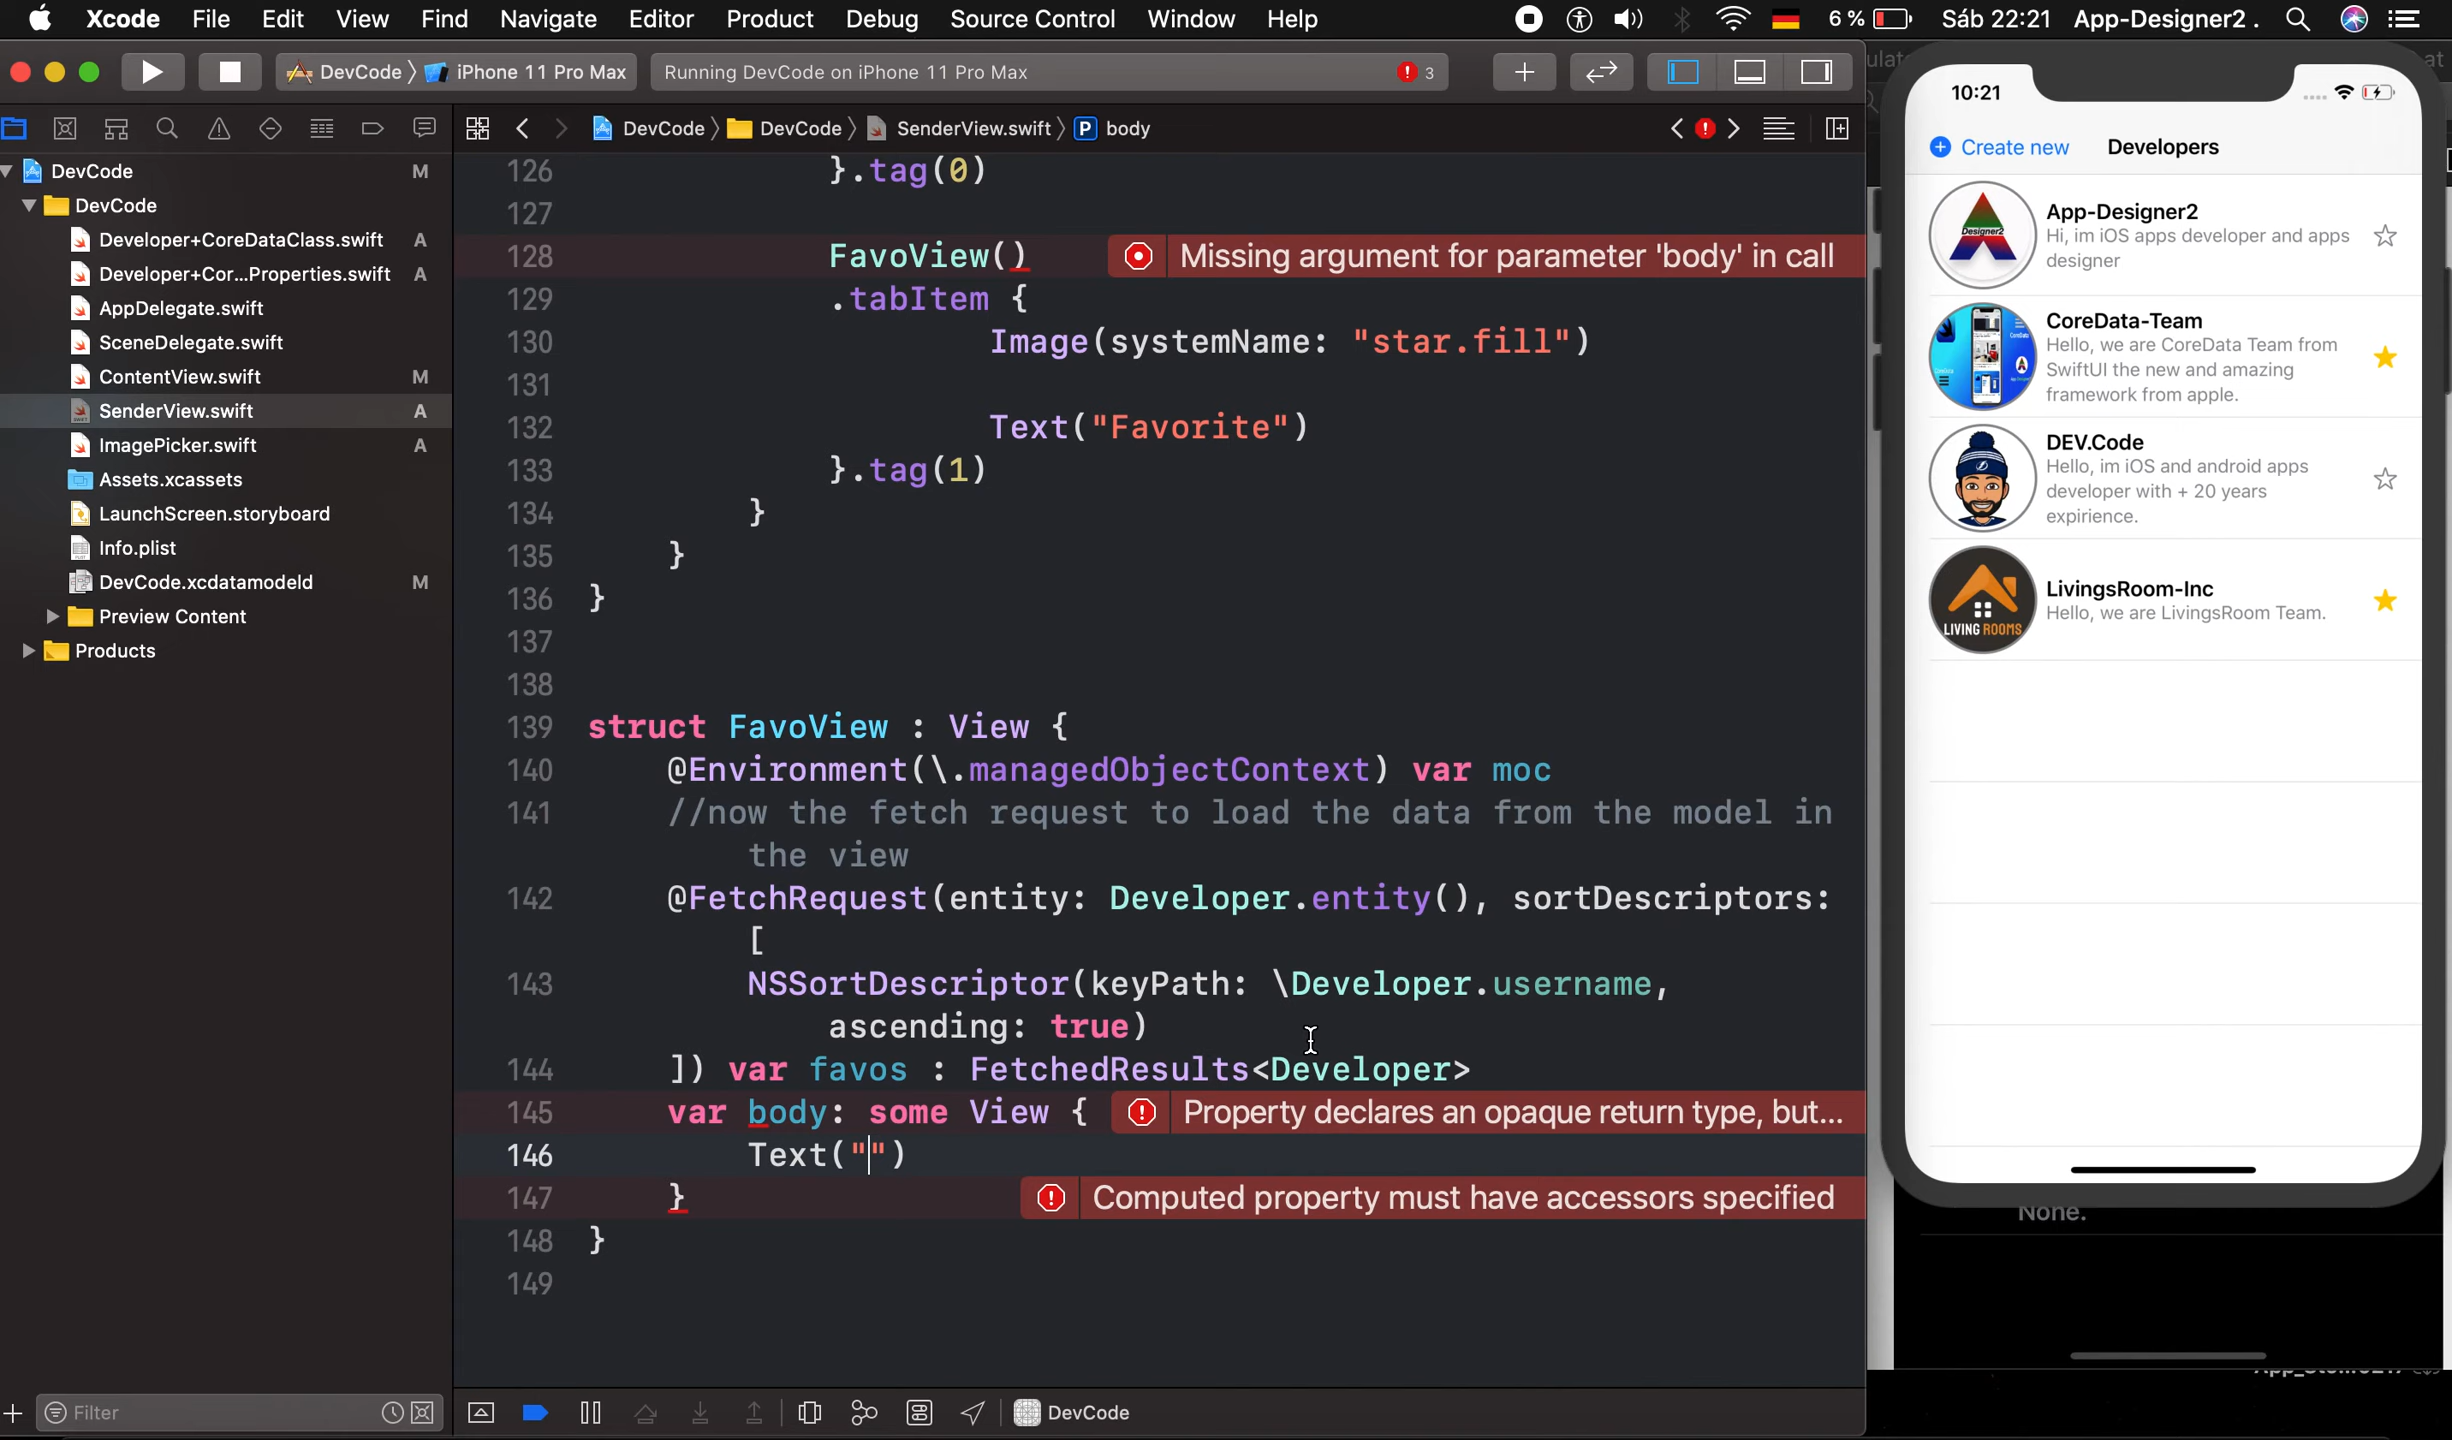 Xcode File Edit View Find Navigate Editor Product Debug Source Control Window Help 6 % Sáb 22:21 App-Designer2 .
DevCode iPhone 11 Pro Max Running DevCode on iPhone 11 Pro Max 3
DevCode DevCode SenderView.swift P body
DevCode M
DevCode
Developer+CoreDataClass.swift A
Developer+Cor...Properties.swift A
AppDelegate.swift
SceneDelegate.swift
ContentView.swift M
SenderView.swift A
ImagePicker.swift A
Assets.xcassets
LaunchScreen.storyboard
Info.plist
DevCode.xcdatamodeld M
Preview Content
Products
Filter
126 }.tag(0)
127
128 FavoView() Missing argument for parameter 'body' in call
129 .tabItem {
130 Image(systemName: "star.fill")
131
132 Text("Favorite")
133 }.tag(1)
134 }
135 }
136 }
137
138
139 struct FavoView : View {
140 @Environment(\.managedObjectContext) var moc
141 //now the fetch request to load the data from the model in
the view
142 @FetchRequest(entity: Developer.entity(), sortDescriptors:
[
143 NSSortDescriptor(keyPath: \Developer.username,
ascending: true)
144 ]) var favos : FetchedResults<Developer>
145 var body: some View { Property declares an opaque return type, but...
146 Text("")
147 } Computed property must have accessors specified
148 }
149
DevCode
10:21
Create new Developers
Designer2
App-Designer2
Hi, im iOS apps developer and apps
designer
CoreData-Team
Hello, we are CoreData Team from
SwiftUI the new and amazing
framework from apple.
DEV.Code
Hello, im iOS and android apps
developer with + 20 years
expirience.
LIVING ROOMS
LivingsRoom-Inc
Hello, we are LivingsRoom Team.
None.